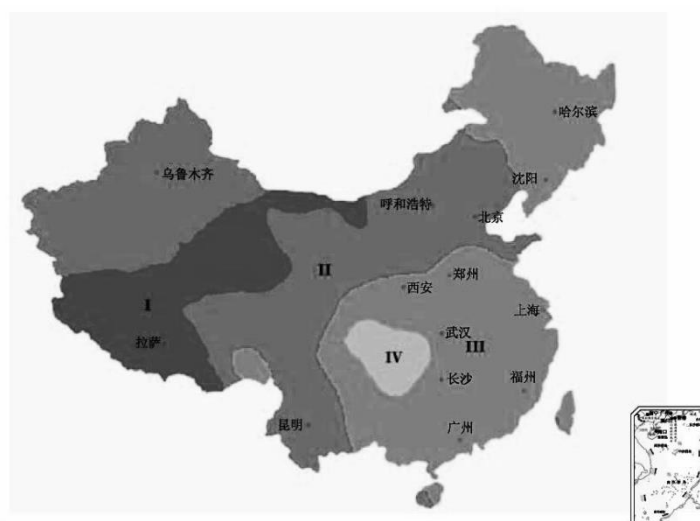 哈尔滨
乌鲁木齐
沈阳
呼和浩特
北京
II
郑州
西安
I
上海
拉萨
武汉
III
IV
长沙
福州
昆明
广州